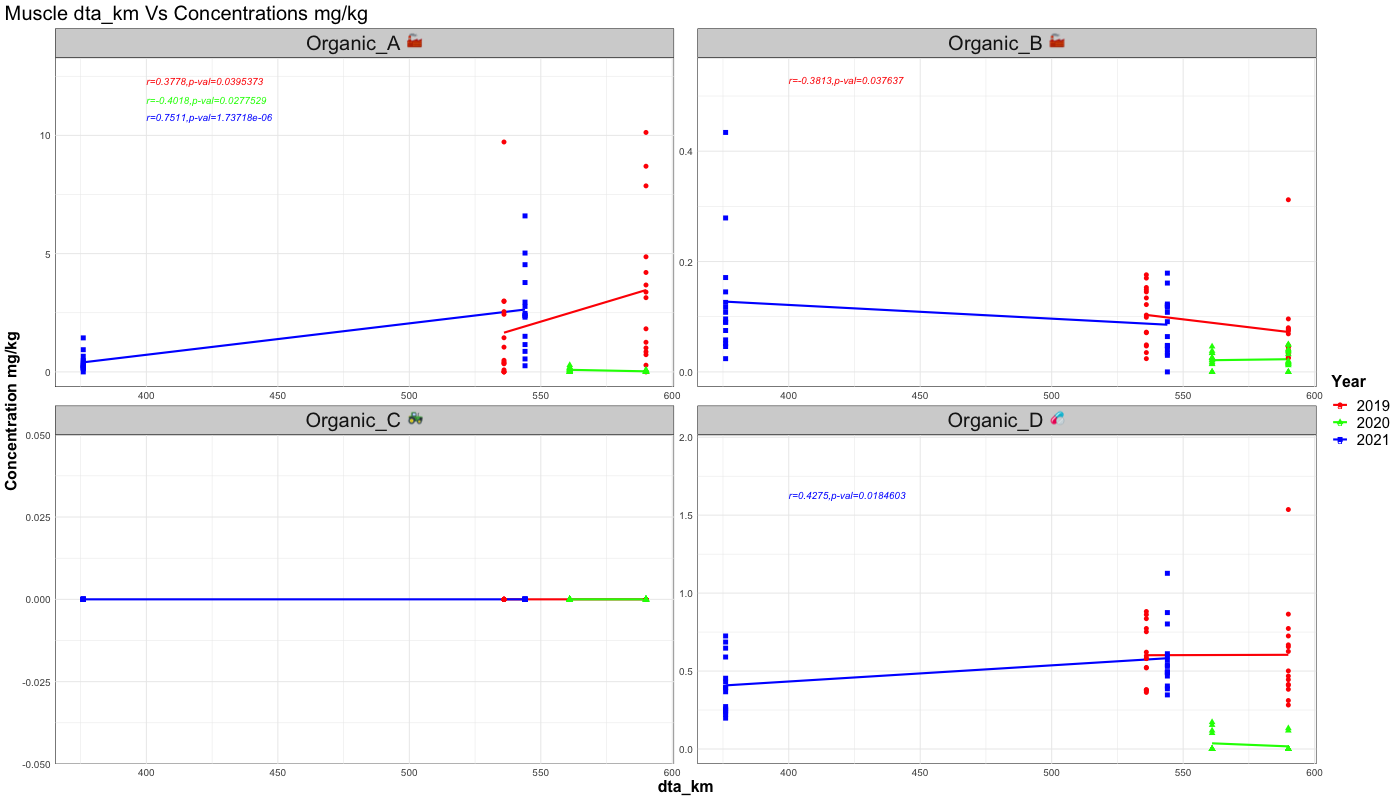 Muscle dta_km Vs Concentrations mg/kg
Organic_A
Organic_B
r=0.3778,p-val=0.0395373
r=-0.4018,p-val=0.0277529
r=0.7511,p-val=1.73718e-06
r=-0.3813,p-val=0.037637
10
5
0
0.4
0.2
0.0
400 450 500 550 600
400 450 500 550 600
Organic_C
Organic_D
r=0.4275,p-val=0.0184603
0.050
0.025
0.000
-0.025
-0.050
2.0
1.5
1.0
0.5
0.0
400 450 500 550 600
400 450 500 550 600
Concentration mg/kg
dta_km
Year
2019
2020
2021